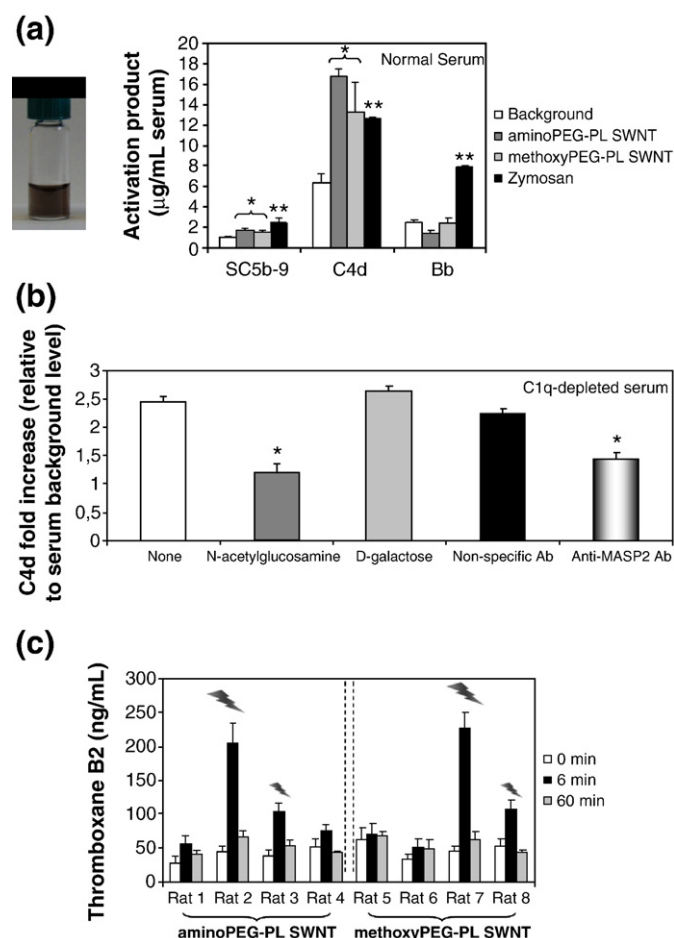 (a)
Activation product
(µg/mL serum)
20
18
16
14
12
10
8
6
4
2
0
Normal Serum
*
**
*
**
**
SC5b-9
C4d
Bb
Background
aminoPEG-PL SWNT
methoxyPEG-PL SWNT
Zymosan
(b)
C4d fold increase (relative
to serum background level)
3
2,5
2
1,5
1
0,5
0
C1q-depleted serum
*
*
None
N-acetylglucosamine
D-galactose
Non-specific Ab
Anti-MASP2 Ab
(c)
Thromboxane B2 (ng/mL)
300
250
200
150
100
50
0
0 min
6 min
60 min
Rat 1 Rat 2 Rat 3 Rat 4 Rat 5 Rat 6 Rat 7 Rat 8
aminoPEG-PL SWNT methoxyPEG-PL SWNT